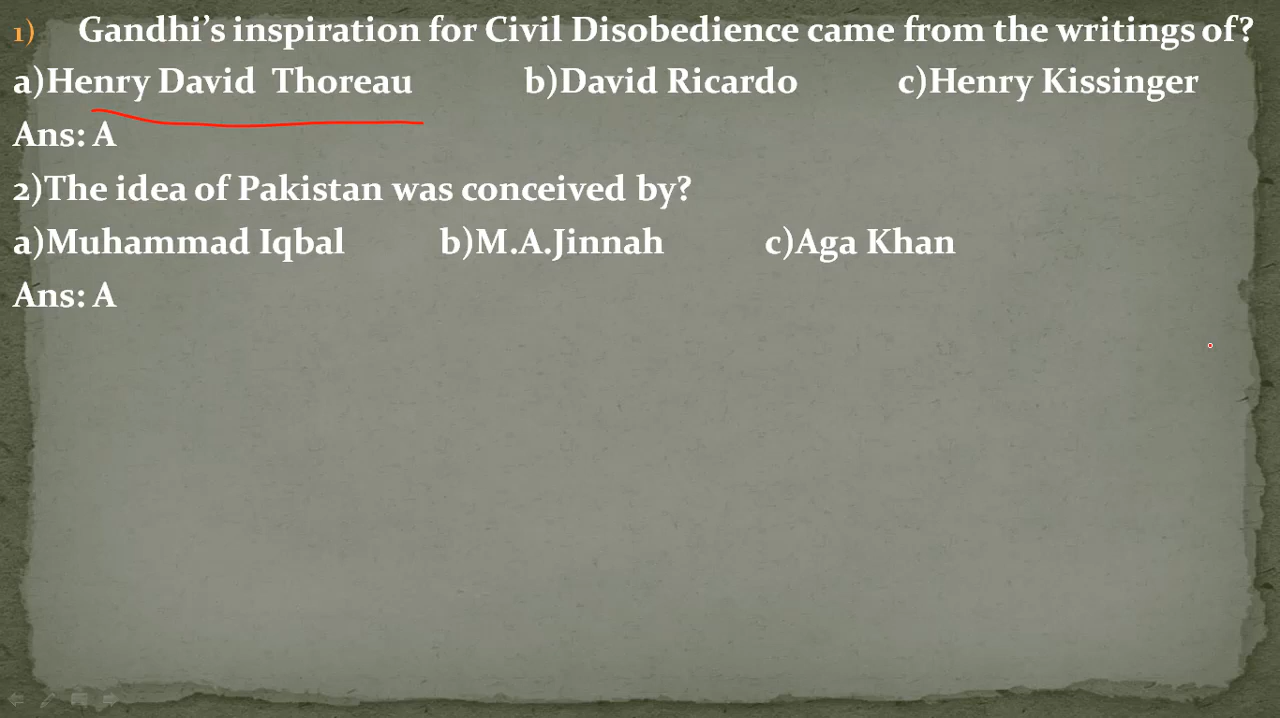 1) Gandhi's inspiration for Civil Disobedience came from the writings of?
a)Henry David Thoreau b)David Ricardo c)Henry Kissinger
Ans: A
2)The idea of Pakistan was conceived by?
a)Muhammad Iqbal b)M.A.Jinnah c)Aga Khan
Ans: A